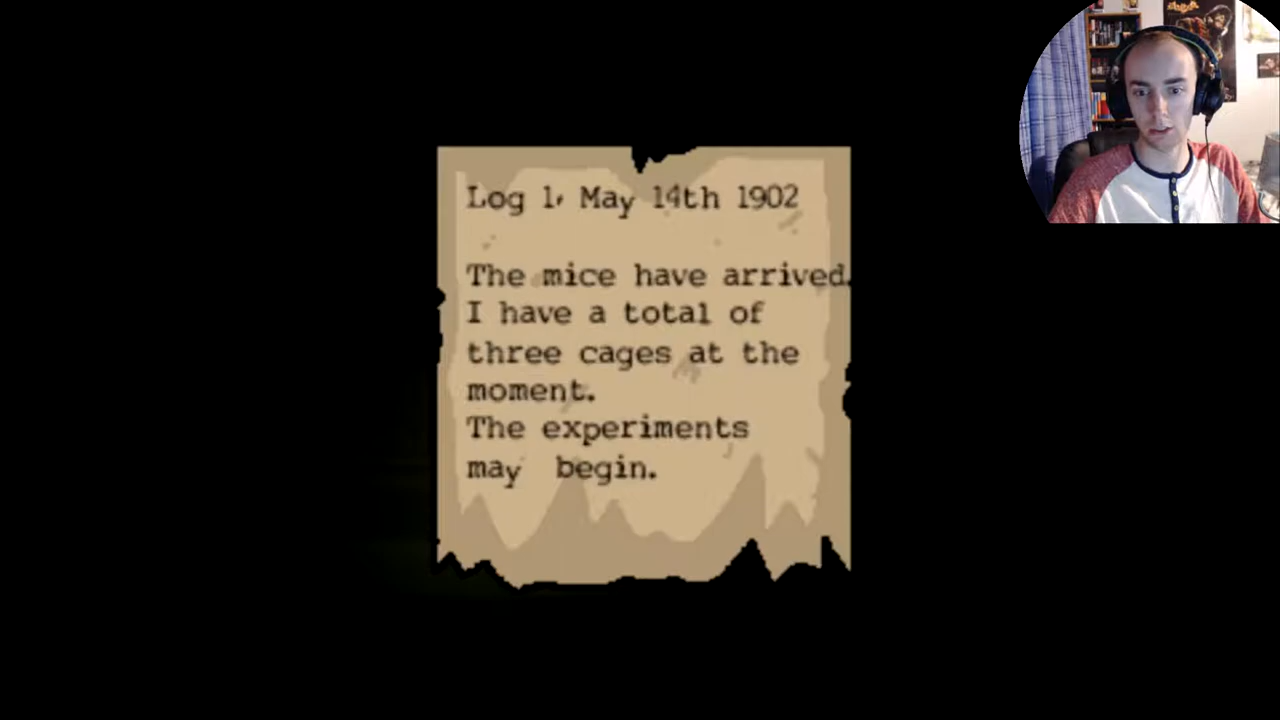 Log 1, May 14th 1902
The mice have arrived.
I have a total of
three cages at the
moment.
The experiments
may begin.